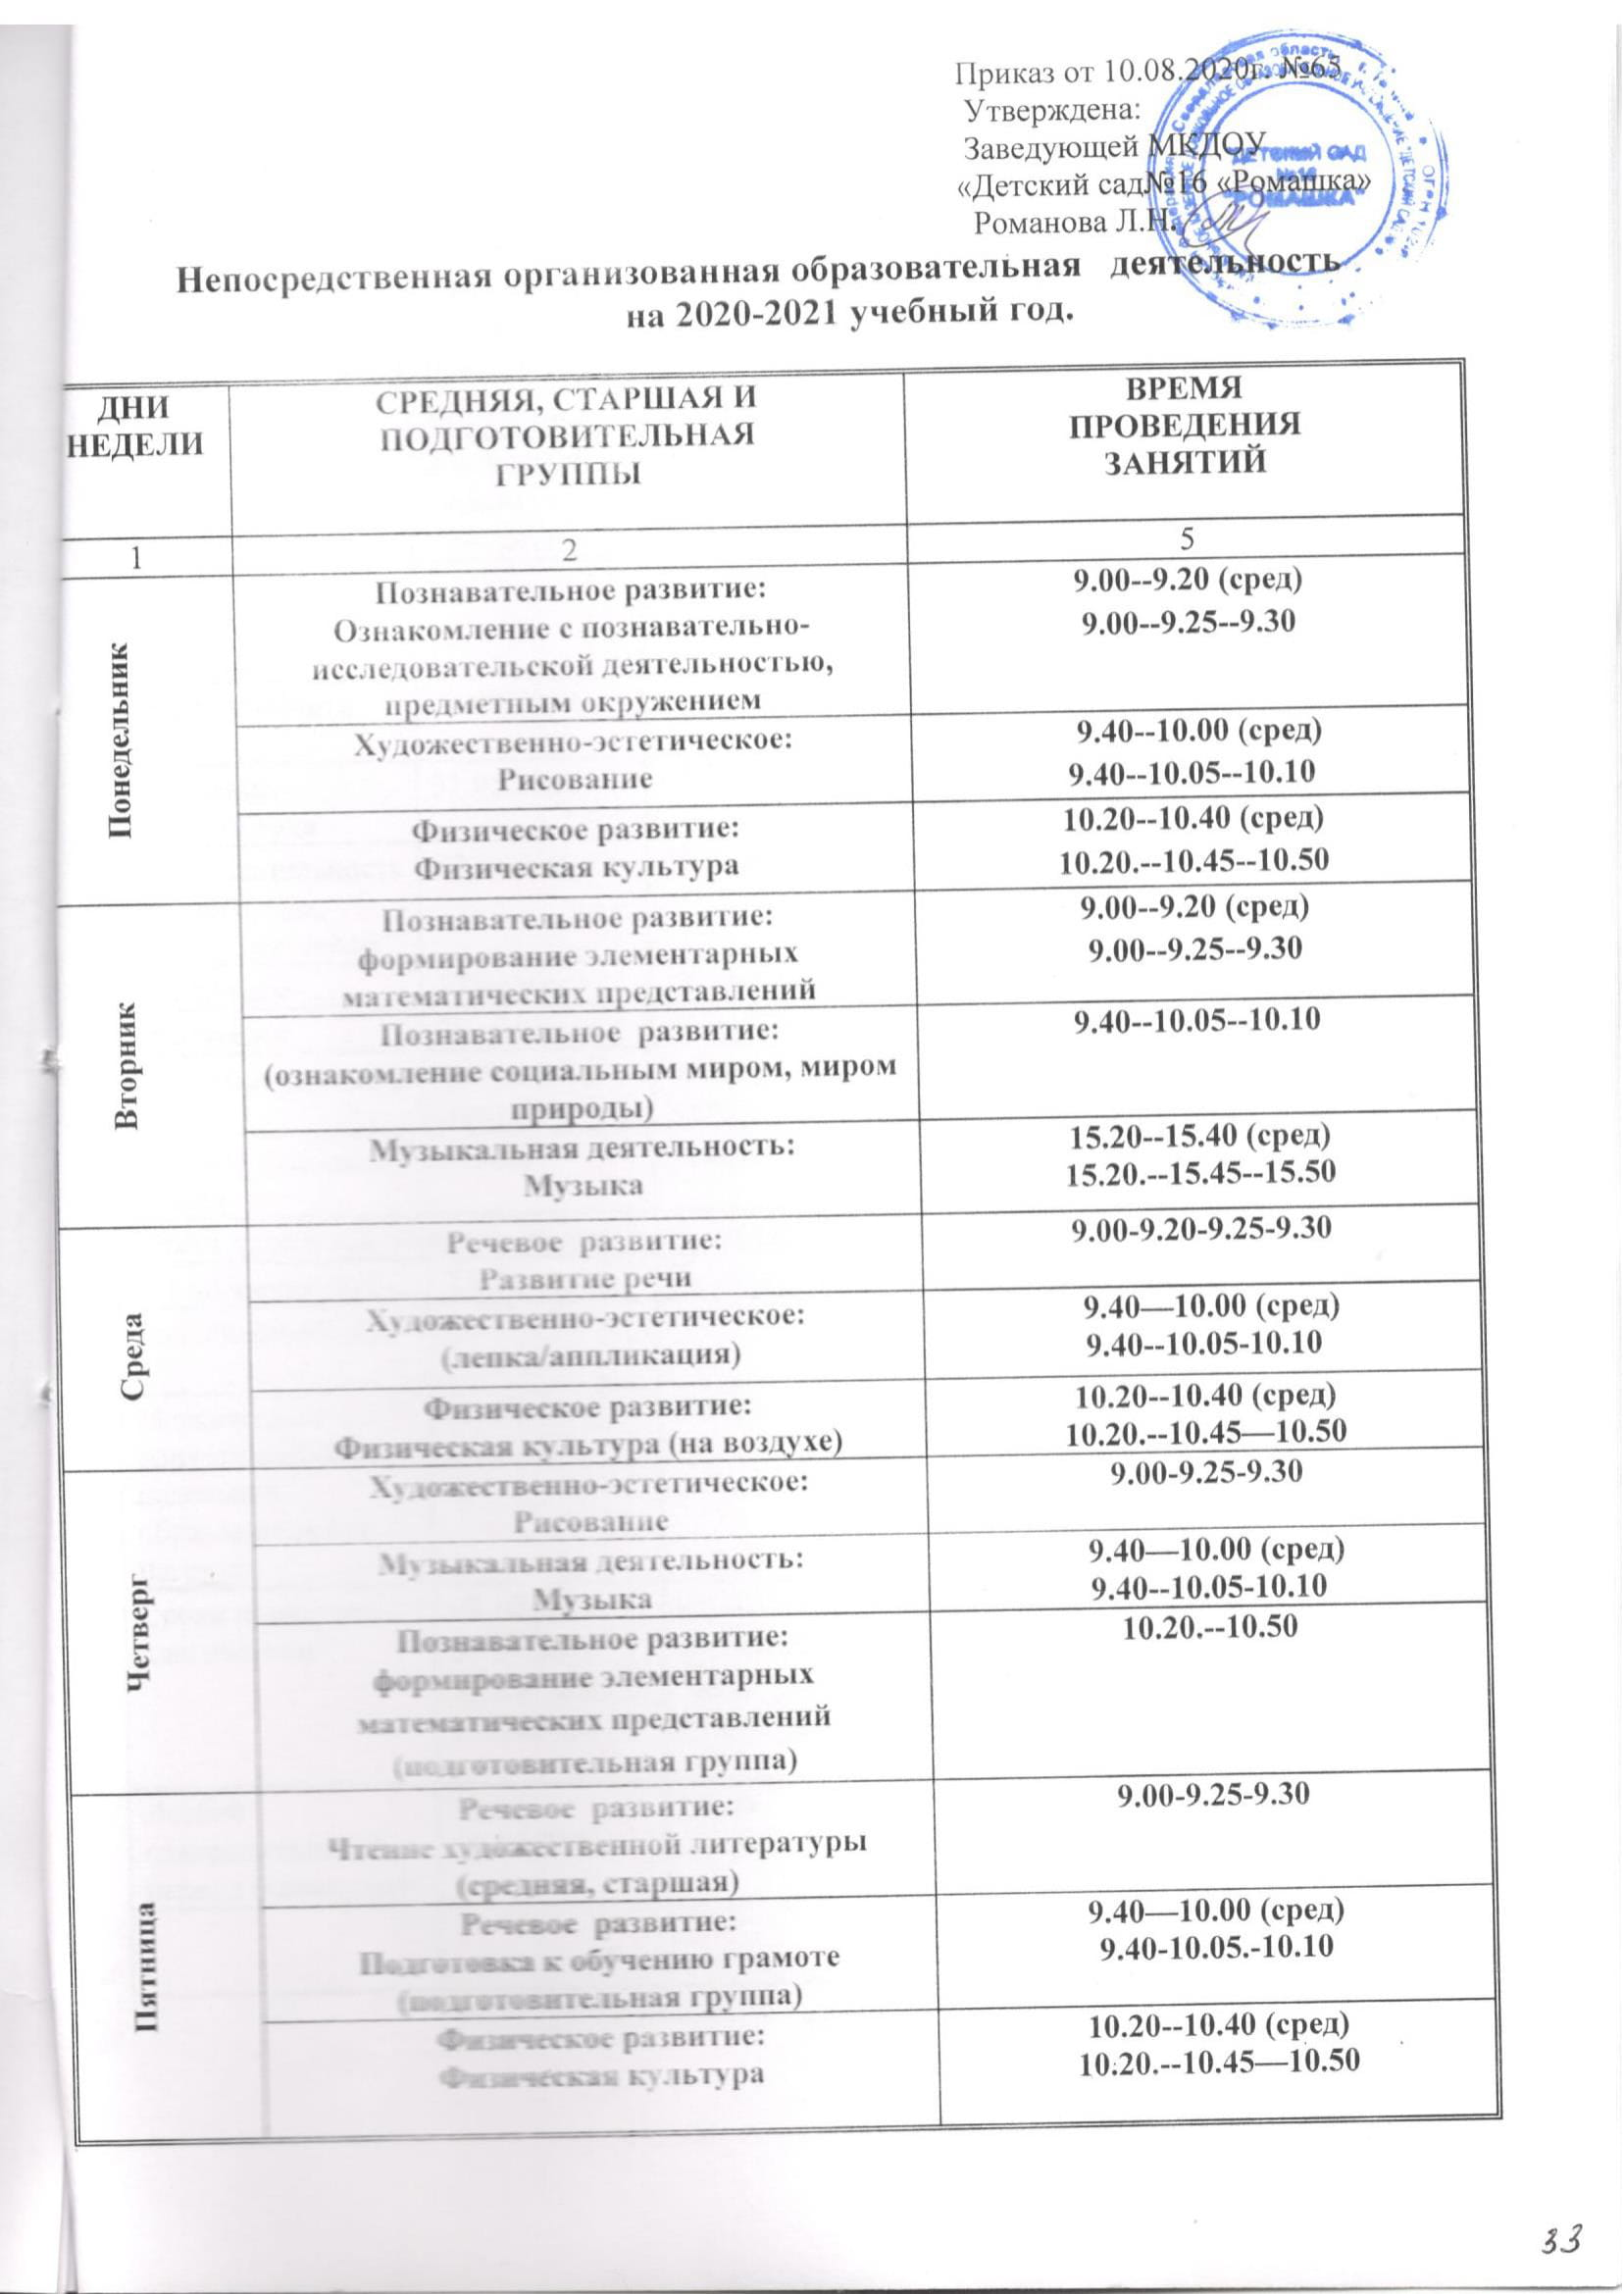 Приказ от 10.08.2020г. №65
Утверждена:
Заведующей МКДОУ
«Детский сад№16 «Ромашка»
Романова Л.Н.
ДЕТСКИЙ САД
№16
"РОМАШКА"
Непосредственная организованная образовательная деятельность
на 2020-2021 учебный год.
ДНИ
НЕДЕЛИ
СРЕДНЯЯ, СТАРШАЯ И
ПОДГОТОВИТЕЛЬНАЯ
ГРУППЫ
ВРЕМЯ
ПРОВЕДЕНИЯ
ЗАНЯТИЙ
1
2
5
Понедельник
Познавательное развитие:
Ознакомление с познавательно-
исследовательской деятельностью,
предметным окружением
9.00--9.20 (сред)
9.00--9.25--9.30
Художественно-эстетическое:
Рисование
9.40--10.00 (сред)
9.40--10.05--10.10
Физическое развитие:
Физическая культура
10.20--10.40 (сред)
10.20.--10.45--10.50
Вторник
Познавательное развитие:
формирование элементарных
математических представлений
9.00--9.20 (сред)
9.00--9.25--9.30
Познавательное развитие:
(ознакомление социальным миром, миром
природы)
9.40--10.05--10.10
Музыкальная деятельность:
Музыка
15.20--15.40 (сред)
15.20.--15.45--15.50
Среда
Речевое развитие:
Развитие речи
9.00-9.20-9.25-9.30
Художественно-эстетическое:
(лепка/аппликация)
9.40—10.00 (сред)
9.40--10.05-10.10
Физическое развитие:
Физическая культура (на воздухе)
10.20--10.40 (сред)
10.20.--10.45—10.50
Четверг
Художественно-эстетическое:
Рисование
9.00-9.25-9.30
Музыкальная деятельность:
Музыка
9.40—10.00 (сред)
9.40--10.05-10.10
Познавательное развитие:
формирование элементарных
математических представлений
(подготовительная группа)
10.20.--10.50
Пятница
Речевое развитие:
Чтение художественной литературы
(средняя, старшая)
9.00-9.25-9.30
Речевое развитие:
Подготовка к обучению грамоте
(подготовительная группа)
9.40—10.00 (сред)
9.40-10.05.-10.10
Физическое развитие:
Физическая культура
10.20--10.40 (сред)
10.20.--10.45—10.50
33